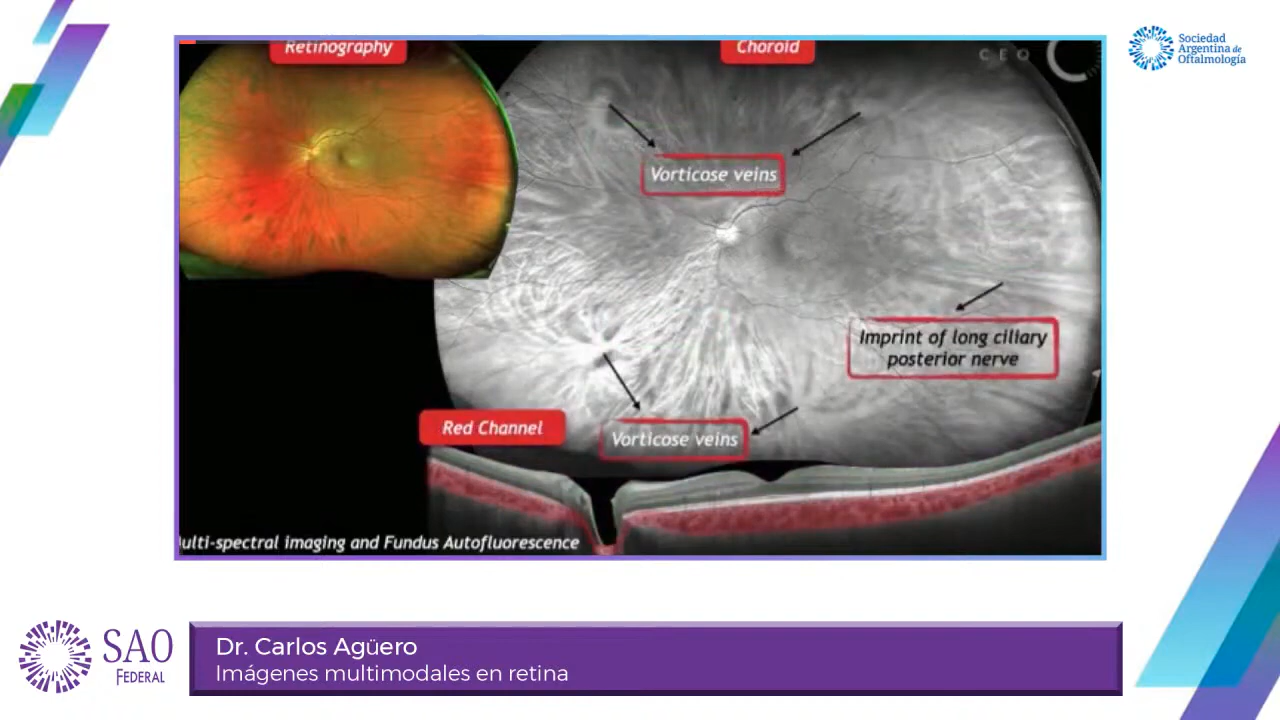 Retinography
Choroid
CEO
Sociedad
Argentina de
Oftalmología
Vorticose veins
Imprint of long ciliary
posterior nerve
Red Channel
Vorticose veins
ulti-spectral imaging and Fundus Autofluorescence
SAO
FEDERAL
Dr. Carlos Agüero
Imágenes multimodales en retina